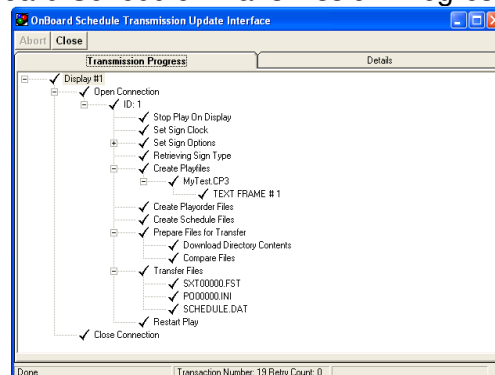 OnBoard Schedule Transmission Update Interface
Abort Close
Transmission Progress Details
Display #1
Open Connection
ID: 1
Stop Play On Display
Set Sign Clock
Set Sign Options
Retrieving Sign Type
Create Playfiles
MyTest.CP3
TEXT FRAME # 1
Create Playorder Files
Create Schedule Files
Prepare Files for Transfer
Download Directory Contents
Compare Files
Transfer Files
SXT00000.FST
PO00000.INI
SCHEDULE.DAT
Restart Play
Close Connection
Done Transaction Number: 19 Retry Count: 0